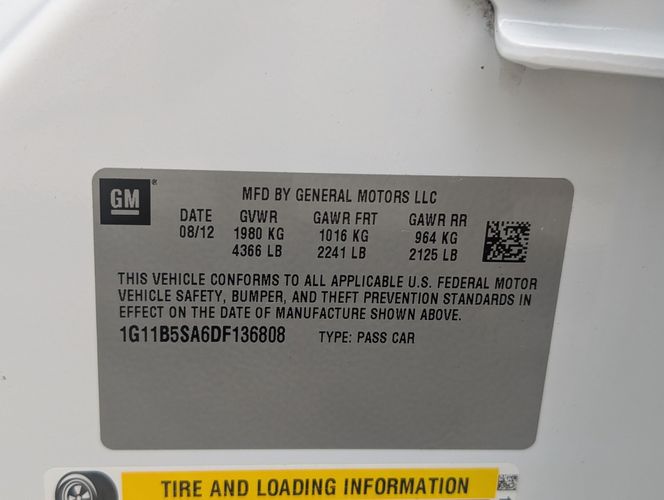 GM ®
MFD BY GENERAL MOTORS LLC
DATE GVWR GAWR FRT GAWR RR
08/12 1980 KG 1016 KG 964 KG
4366 LB 2241 LB 2125 LB
THIS VEHICLE CONFORMS TO ALL APPLICABLE U.S. FEDERAL MOTOR
VEHICLE SAFETY, BUMPER, AND THEFT PREVENTION STANDARDS IN
EFFECT ON THE DATE OF MANUFACTURE SHOWN ABOVE.
1G11B5SA6DF136808 TYPE: PASS CAR
TIRE AND LOADING INFORMATION